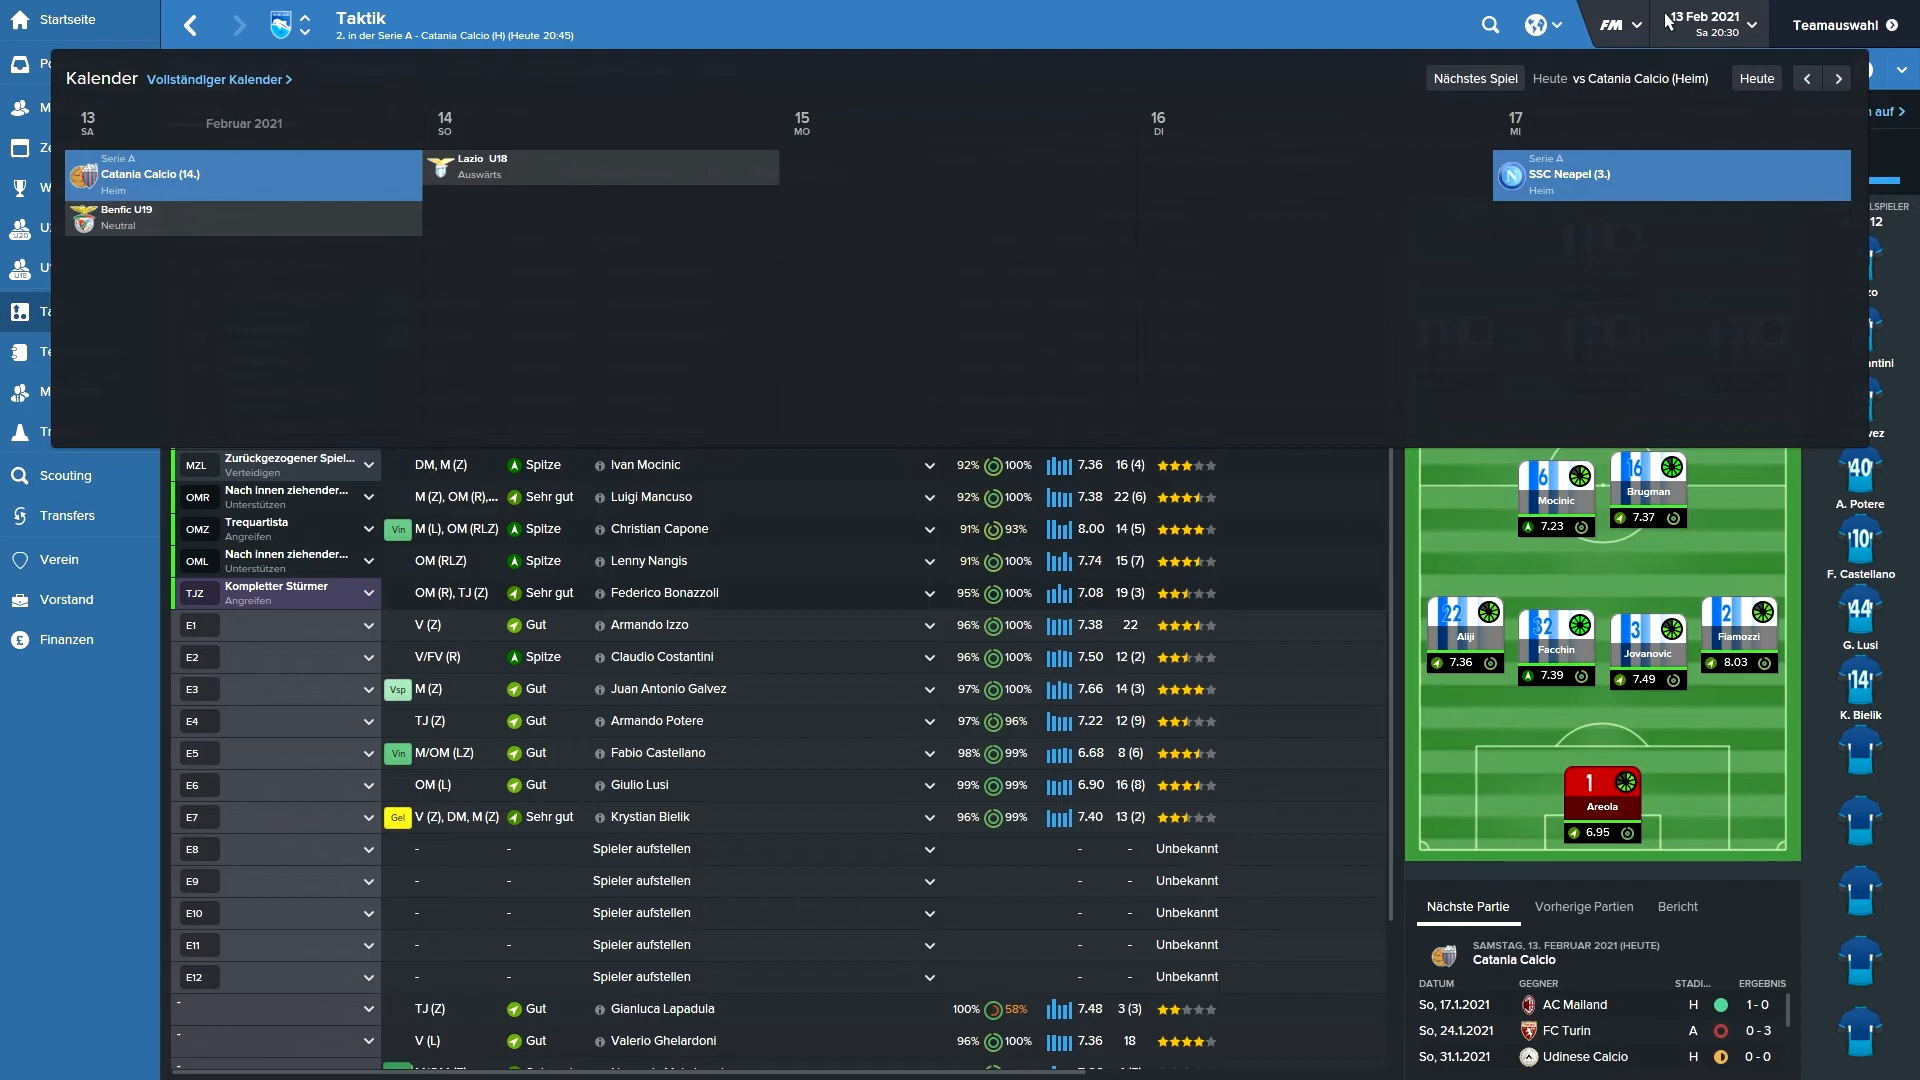 Startseite
Taktik
2. in der Serie A - Catania Calcio (H) (Heute 20:45)
FM
13 Feb 2021
Sa 20:30
Teamauswahl
Kalender
Vollständiger Kalender >
Nächstes Spiel
Heute vs Catania Calcio (Heim)
Heute
13
SA
Februar 2021
14
SO
15
MO
16
DI
17
MI
Serie A
Catania Calcio (14.)
Heim
Benfic U19
Neutral
Lazio U18
Auswärts
Serie A
SSC Neapel (3.)
Heim
auf >
Scouting
Transfers
Verein
Vorstand
Finanzen
MZL Zurückgezogener Spiel...
Verteidigen
DM, M (Z) Spitze Ivan Mocinic 92% 100% 7.36 16 (4)
OMR Nach innen ziehender...
Unterstützen
M (Z), OM (R),... Sehr gut Luigi Mancuso 92% 100% 7.38 22 (6)
OMZ Trequartista
Angreifen
Vin M (L), OM (RLZ) Spitze Christian Capone 91% 93% 8.00 14 (5)
OML Nach innen ziehender...
Unterstützen
OM (RLZ) Spitze Lenny Nangis 91% 100% 7.74 15 (7)
TJZ Kompletter Stürmer
Angreifen
OM (R), TJ (Z) Sehr gut Federico Bonazzoli 95% 100% 7.08 19 (3)
E1 V (Z) Gut Armando Izzo 96% 100% 7.38 22
E2 V/FV (R) Spitze Claudio Costantini 96% 100% 7.50 12 (2)
E3 Vsp M (Z) Gut Juan Antonio Galvez 97% 100% 7.66 14 (3)
E4 TJ (Z) Gut Armando Potere 97% 96% 7.22 12 (9)
E5 Vin M/OM (LZ) Gut Fabio Castellano 98% 99% 6.68 8 (6)
E6 OM (L) Gut Giulio Lusi 99% 99% 6.90 16 (8)
E7 Gel V (Z), DM, M (Z) Sehr gut Krystian Bielik 96% 99% 7.40 13 (2)
E8 - - Spieler aufstellen - - Unbekannt
E9 - - Spieler aufstellen - - Unbekannt
E10 - - Spieler aufstellen - - Unbekannt
E11 - - Spieler aufstellen - - Unbekannt
E12 - - Spieler aufstellen - - Unbekannt
- TJ (Z) Gut Gianluca Lapadula 100% 58% 7.48 3 (3)
- V (L) Gut Valerio Ghelardoni 96% 100% 7.36 18
6
Mocinic
7.23
16
Brugman
7.37
22
Aliji
7.36
32
Facchin
7.39
3
Jovanovic
7.49
2
Fiamozzi
8.03
1
Areola
6.95
LSPIELER
12
zo
antini
vez
40
A. Potere
10
F. Castellano
44
G. Lusi
14
K. Bielik
Nächste Partie
Vorherige Partien
Bericht
SAMSTAG, 13. FEBRUAR 2021 (HEUTE)
Catania Calcio
DATUM GEGNER STADI... ERGEBNIS
So, 17.1.2021 AC Mailand H 1 - 0
So, 24.1.2021 FC Turin A 0 - 3
So, 31.1.2021 Udinese Calcio H 0 - 0